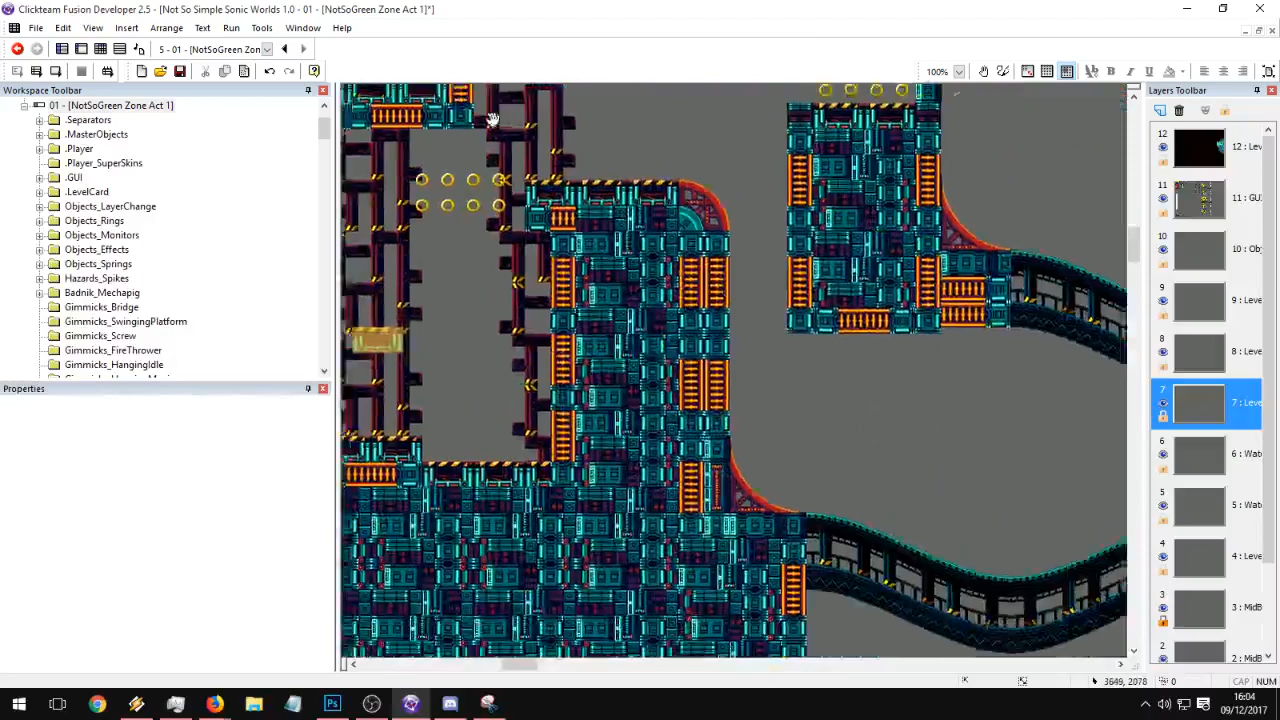 Clickteam Fusion Developer 2.5 - [Not So Simple Sonic Worlds 1.0 - 01 - [NotSoGreen Zone Act 1]*]
File Edit View Insert Arrange Text Run Tools Window Help
5 - 01 - [NotSoGreen Zon
100%
Workspace Toolbar
Layers Toolbar
01 - [NotSoGreen Zone Act 1]
.Separators
.MasterObjects
.Player
.Player_SuperSkins
.GUI
.LevelCard
Objects_LayerChange
Objects_Rings
Objects_Monitors
Objects_Effects
Objects_Springs
Hazards_Spikes
Badnik_Mechapig
Gimmicks_Bridge
Gimmicks_SwingingPlatform
Gimmicks_Screw
Gimmicks_FireThrower
Gimmicks_HangingIdle
Properties
12
12 : Lev
11
11 : GU
10
10 : Ob
9
9 : Leve
8
8 : Leve
7
7 : Leve
6
6 : Wat
5
5 : Wat
4
4 : Leve
3
3 : MidB
2
2 : MidB
3649, 2078
0
CAP
NUM
16:04
09/12/2017